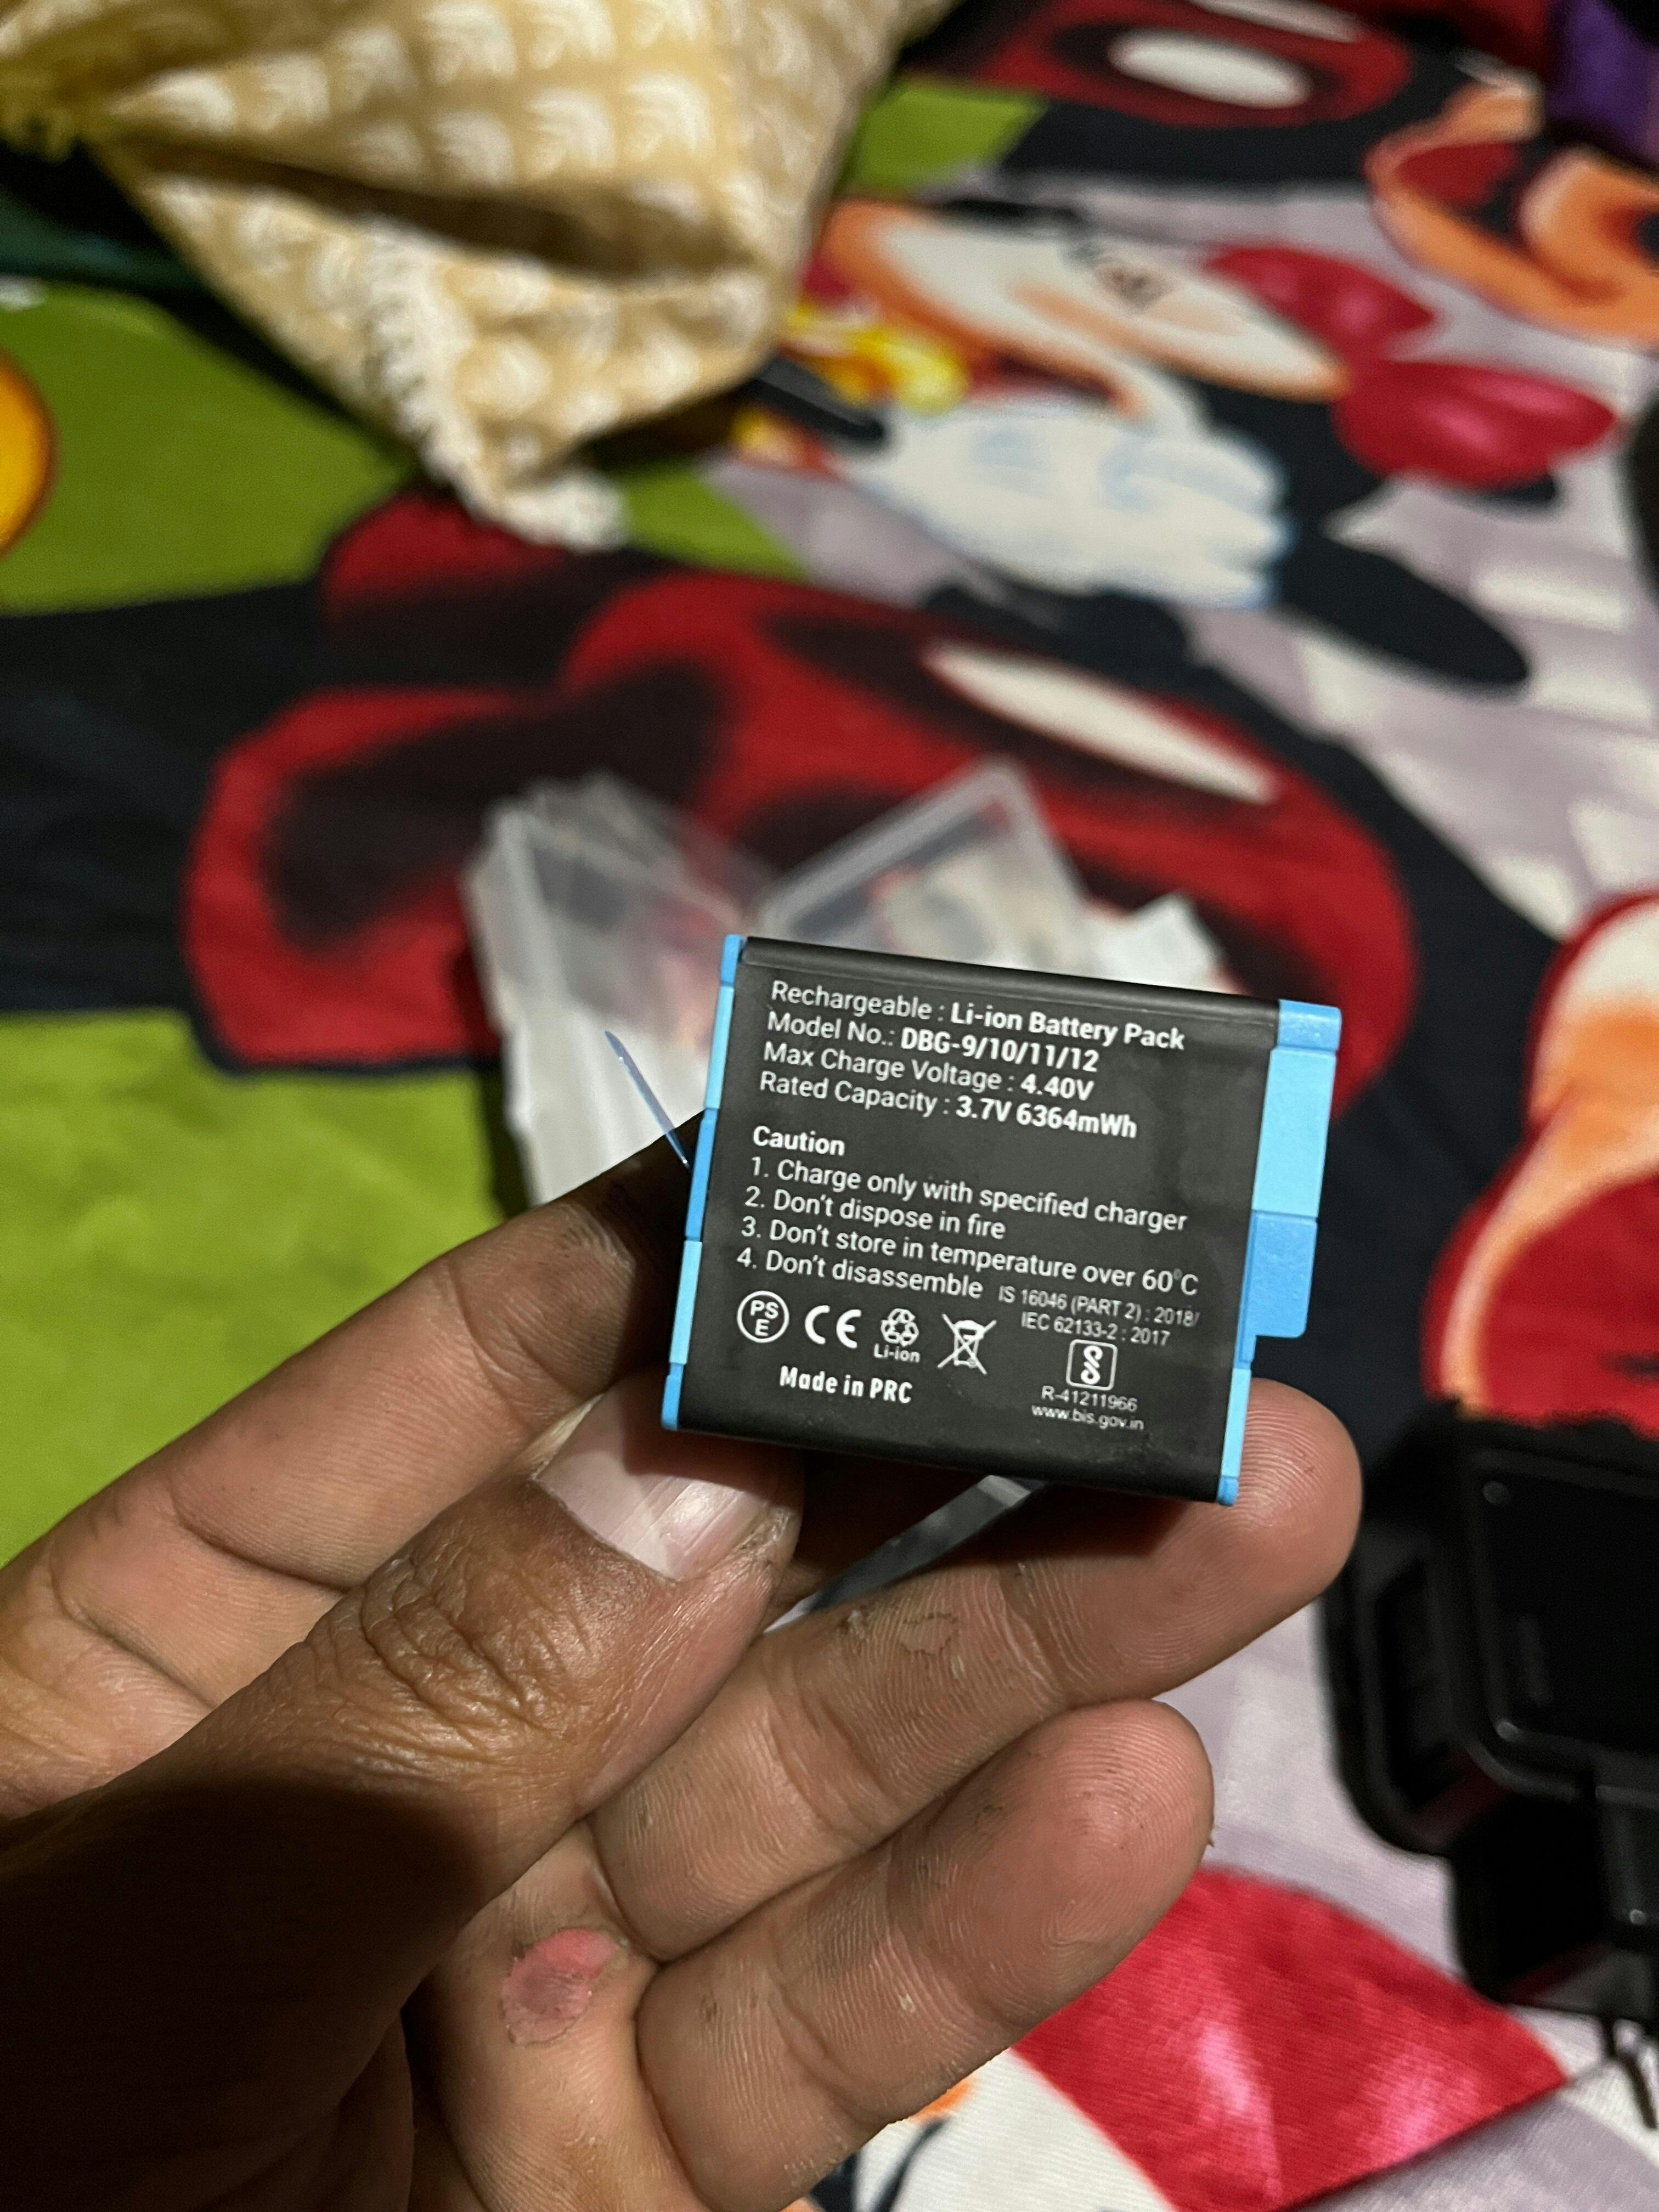 Rechargeable : Li-ion Battery Pack
Model No.: DBG-9/10/11/12
Max Charge Voltage : 4.40V
Rated Capacity : 3.7V 6364mWh
Caution
1. Charge only with specified charger
2. Don't dispose in fire
3. Don't store in temperature over 60°C
4. Don't disassemble
IS 16046 (PART 2) : 2018/
IEC 62133-2 : 2017
PS
E
CE
Li-ion
Made in PRC
R-41211966
www.bis.gov.in